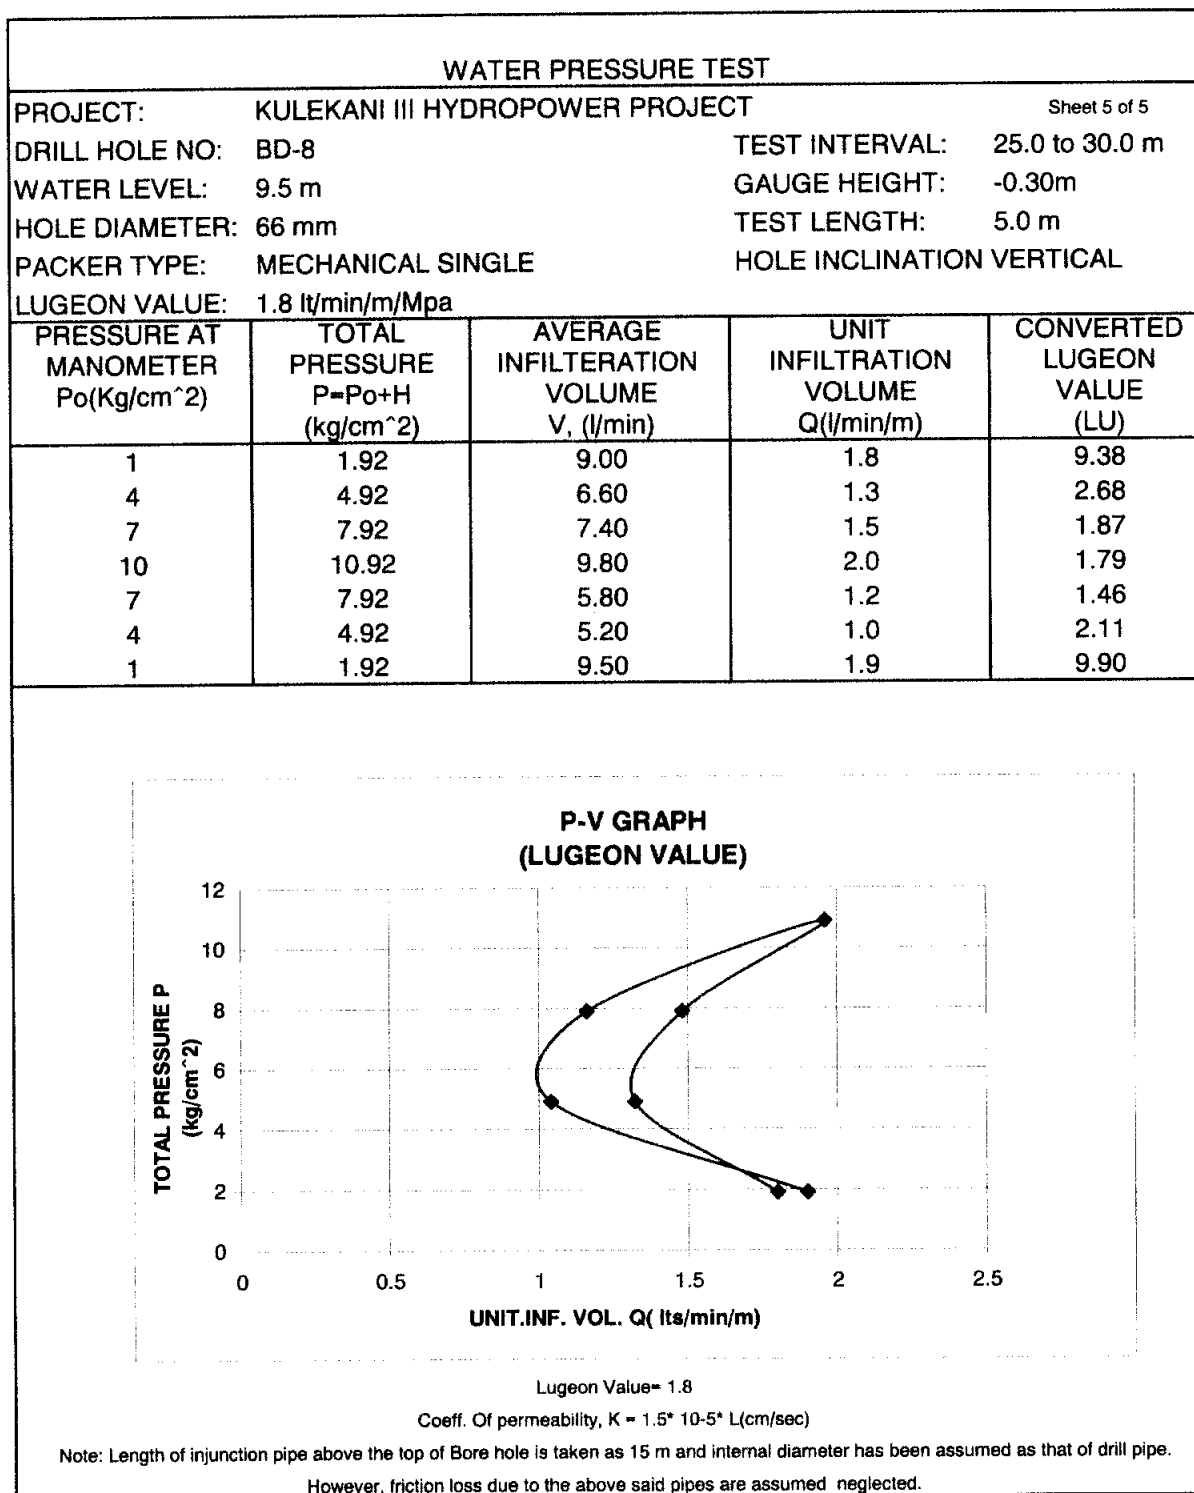 WATER PRESSURE TEST
PROJECT: KULEKANI III HYDROPOWER PROJECT Sheet 5 of 5
DRILL HOLE NO: BD-8 TEST INTERVAL: 25.0 to 30.0 m
WATER LEVEL: 9.5 m GAUGE HEIGHT: -0.30m
HOLE DIAMETER: 66 mm TEST LENGTH: 5.0 m
PACKER TYPE: MECHANICAL SINGLE HOLE INCLINATION VERTICAL
LUGEON VALUE: 1.8 lt/min/m/Mpa
PRESSURE AT TOTAL AVERAGE UNIT CONVERTED
MANOMETER PRESSURE INFILTERATION INFILTRATION LUGEON
Po(Kg/cm^2) P=Po+H VOLUME VOLUME VALUE
(kg/cm^2) V, (l/min) Q(l/min/m) (LU)
1 1.92 9.00 1.8 9.38
4 4.92 6.60 1.3 2.68
7 7.92 7.40 1.5 1.87
10 10.92 9.80 2.0 1.79
7 7.92 5.80 1.2 1.46
4 4.92 5.20 1.0 2.11
1 1.92 9.50 1.9 9.90
P-V GRAPH
(LUGEON VALUE)
TOTAL PRESSURE P
(kg/cm^2)
12
10
8
6
4
2
0
0 0.5 1 1.5 2 2.5
UNIT.INF. VOL. Q( lts/min/m)
Lugeon Value= 1.8
Coeff. Of permeability, K = 1.5* 10-5* L(cm/sec)
Note: Length of injunction pipe above the top of Bore hole is taken as 15 m and internal diameter has been assumed as that of drill pipe.
However, friction loss due to the above said pipes are assumed neglected.